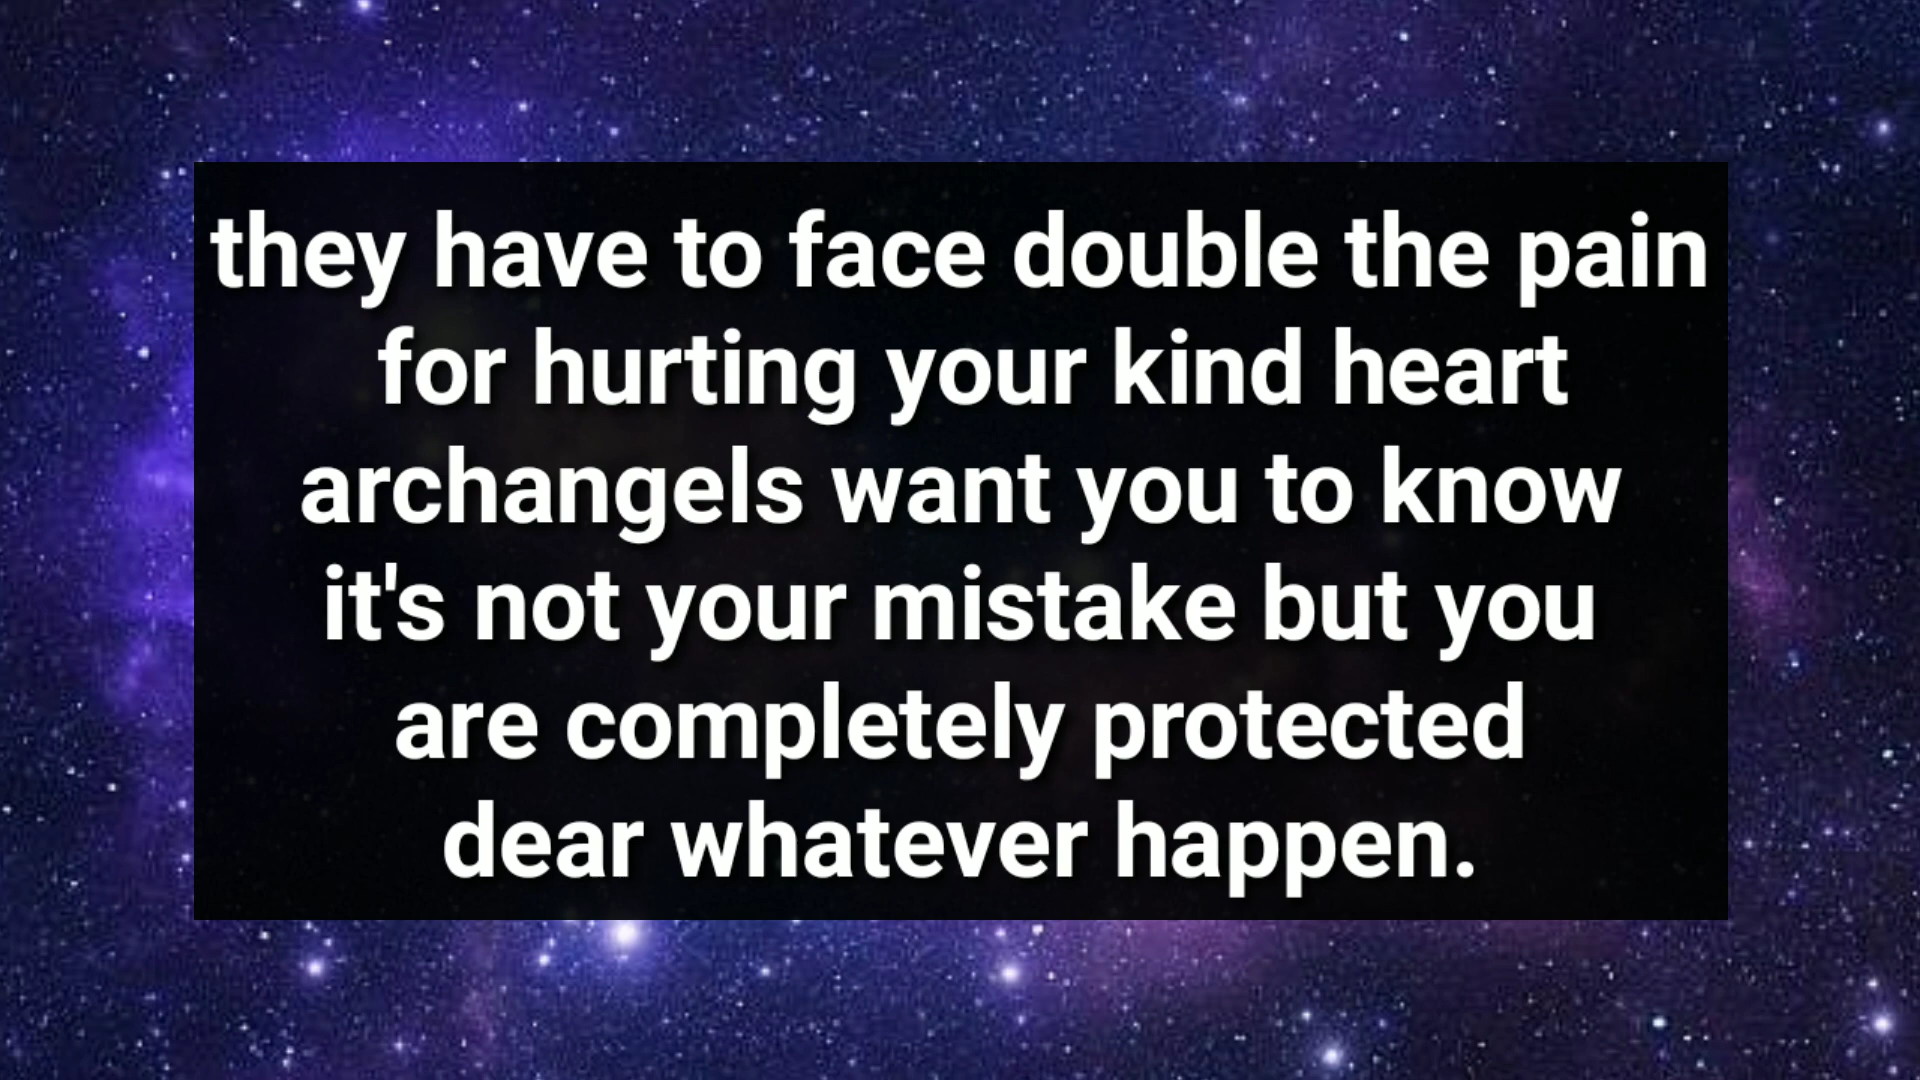 they have to face double the pain
for hurting your kind heart
archangels want you to know
it's not your mistake but you
are completely protected
dear whatever happen.